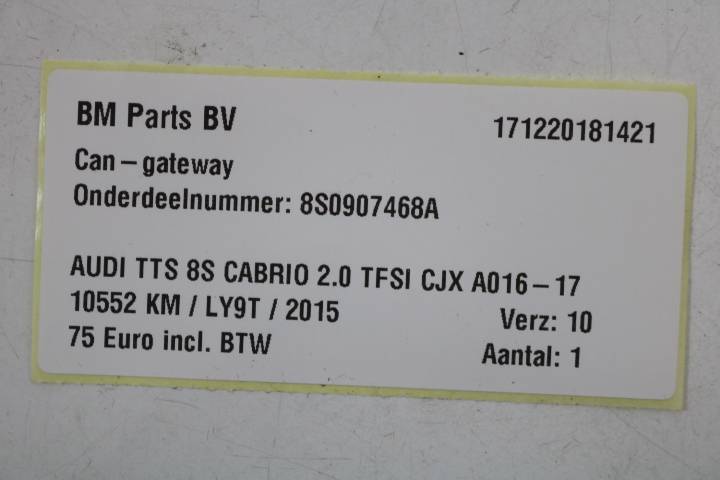 BM Parts BV 171220181421
Can-gateway
Onderdeelnummer: 8S0907468A
AUDI TTS 8S CABRIO 2.0 TFSI CJX A016-17
10552 KM / LY9T / 2015 Verz: 10
75 Euro incl. BTW Aantal: 1